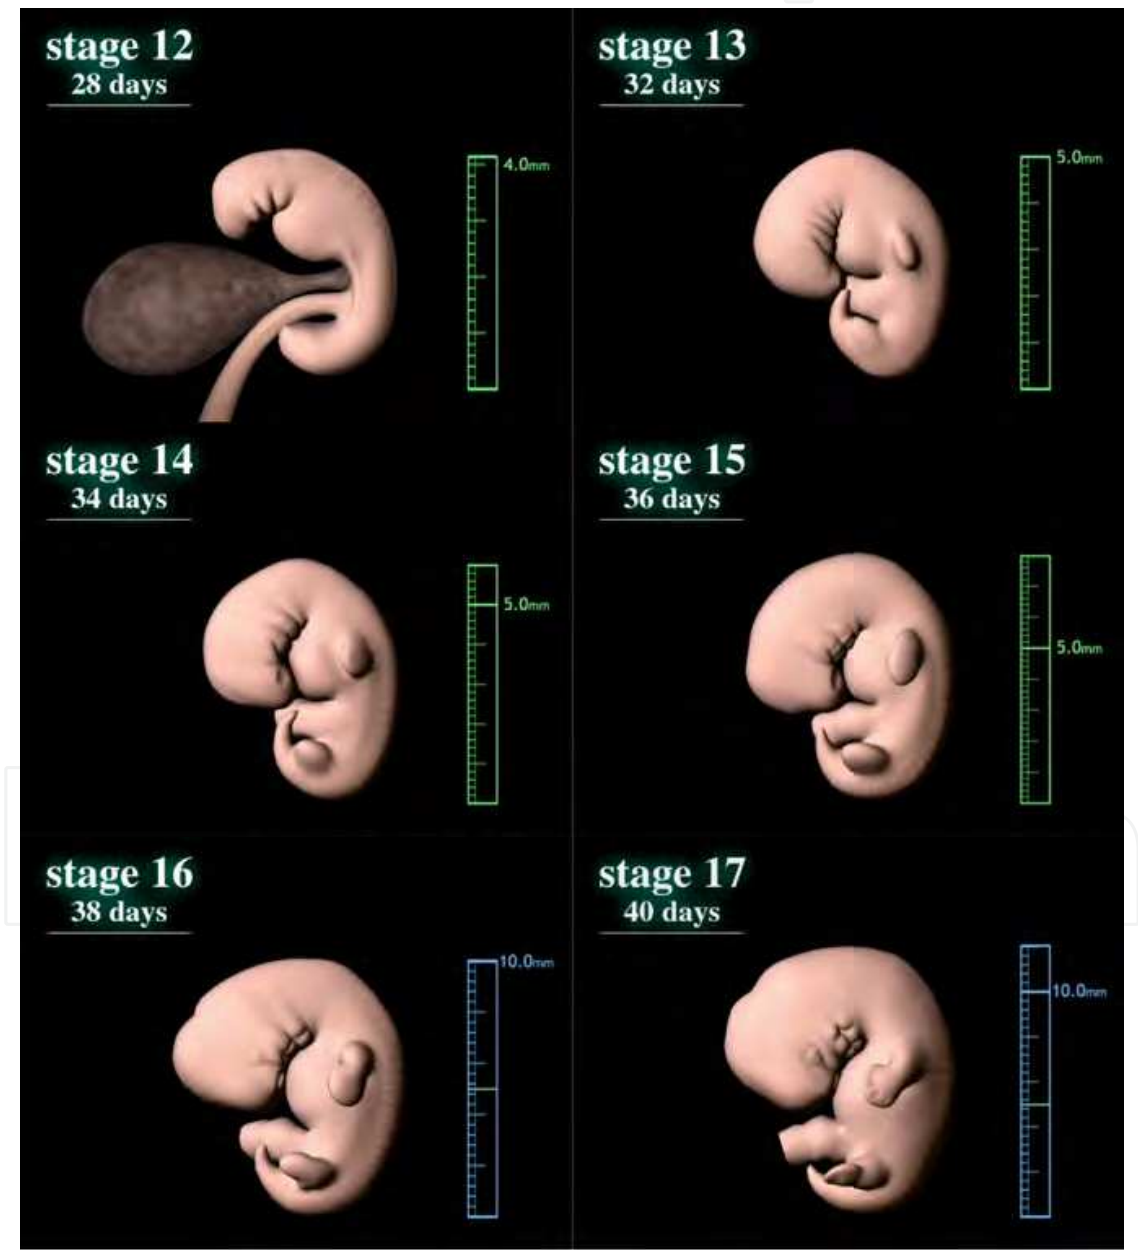 stage 12
28 days
4.0mm
stage 13
32 days
5.0mm
stage 14
34 days
5.0mm
stage 15
36 days
5.0mm
stage 16
38 days
10.0mm
stage 17
40 days
10.0mm